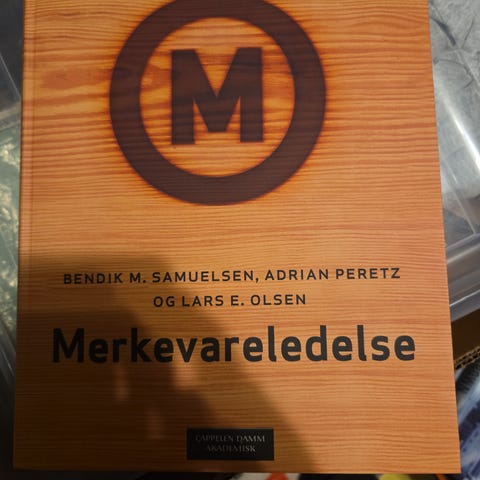 M
BENDIK M. SAMUELSEN, ADRIAN PERETZ
OG LARS E. OLSEN
Merkevareledelse
CAPPELEN DAMM
AKADEMISK